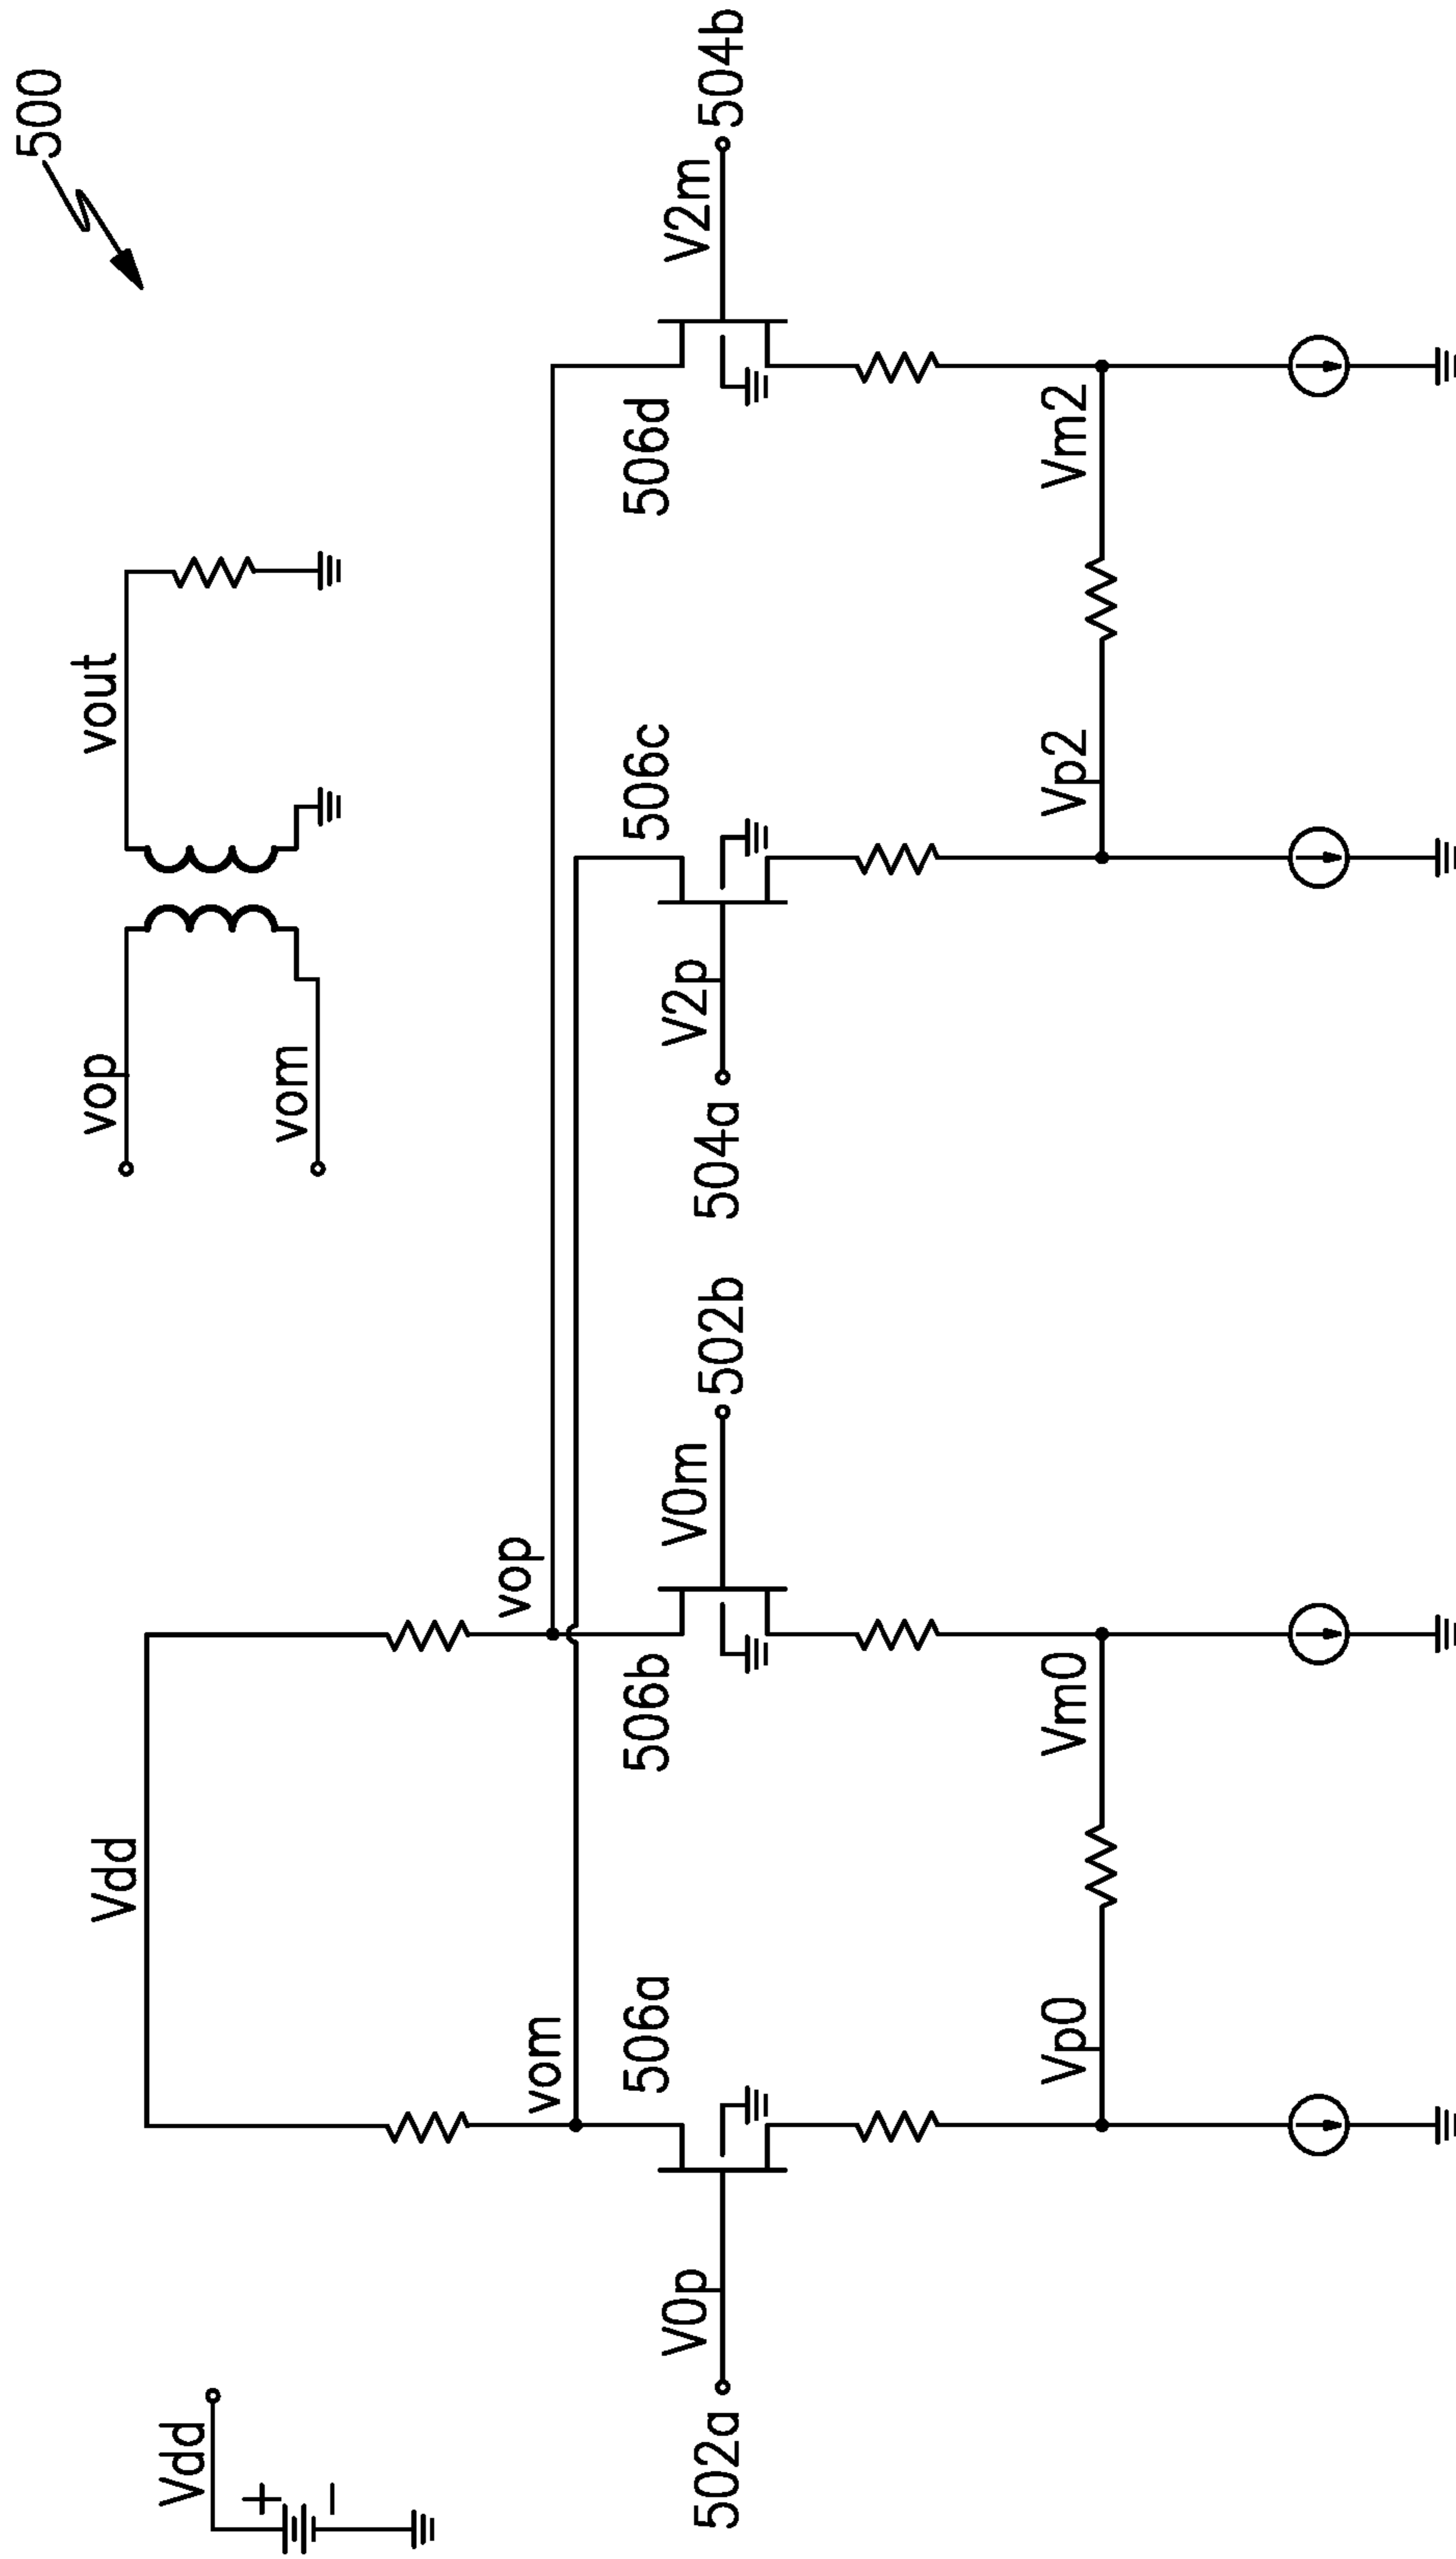 500
Vdd
+
−
Vdd
vop
vom
vout
vom
vop
502a
V0p
506a
506b
V0m
502b
504a
V2p
506c
506d
V2m
504b
Vp0
Vm0
Vp2
Vm2